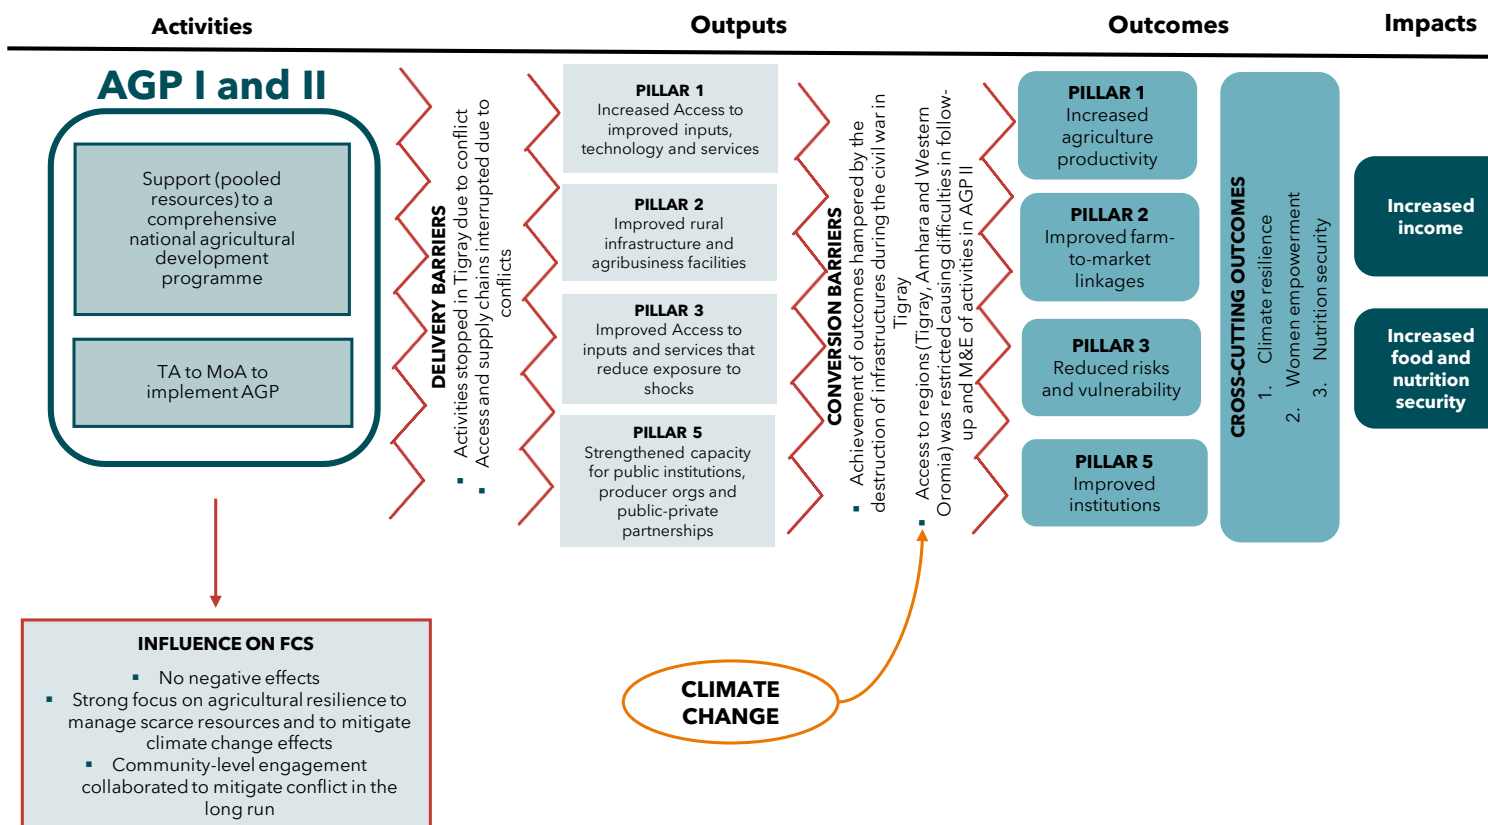 Activities
Outputs
Outcomes
Impacts
AGP I and II
Support (pooled
resources) to a
comprehensive
national agricultural
development
programme
TA to MoA to
implement AGP
DELIVERY BARRIERS
▪ Activities stopped in Tigray due to conflict
▪ Access and supply chains interrupted due to
conflicts
PILLAR 1
Increased Access to
improved inputs,
technology and services
PILLAR 2
Improved rural
infrastructure and
agribusiness facilities
PILLAR 3
Improved Access to
inputs and services that
reduce exposure to
shocks
PILLAR 5
Strengthened capacity
for public institutions,
producer orgs and
public-private
partnerships
CONVERSION BARRIERS
▪ Achievement of outcomes hampered by the
destruction of infrastructures during the civil war in
Tigray
▪ Access to regions (Tigray, Amhara and Western
Oromia) was restricted causing difficulties in follow-
up and M&E of activities in AGP II
PILLAR 1
Increased
agriculture
productivity
PILLAR 2
Improved farm-
to-market
linkages
PILLAR 3
Reduced risks
and vulnerability
PILLAR 5
Improved
institutions
CROSS-CUTTING OUTCOMES
1. Climate resilience
2. Women empowerment
3. Nutrition security
Increased
income
Increased
food and
nutrition
security
INFLUENCE ON FCS
▪ No negative effects
▪ Strong focus on agricultural resilience to
manage scarce resources and to mitigate
climate change effects
▪ Community-level engagement
collaborated to mitigate conflict in the
long run
CLIMATE
CHANGE